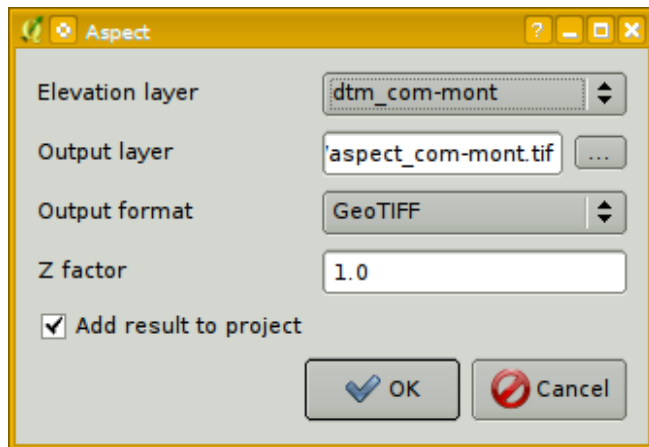 Aspect
Elevation layer dtm_com-mont
Output layer 'aspect_com-mont.tif ...
Output format GeoTIFF
Z factor 1.0
Add result to project
OK Cancel